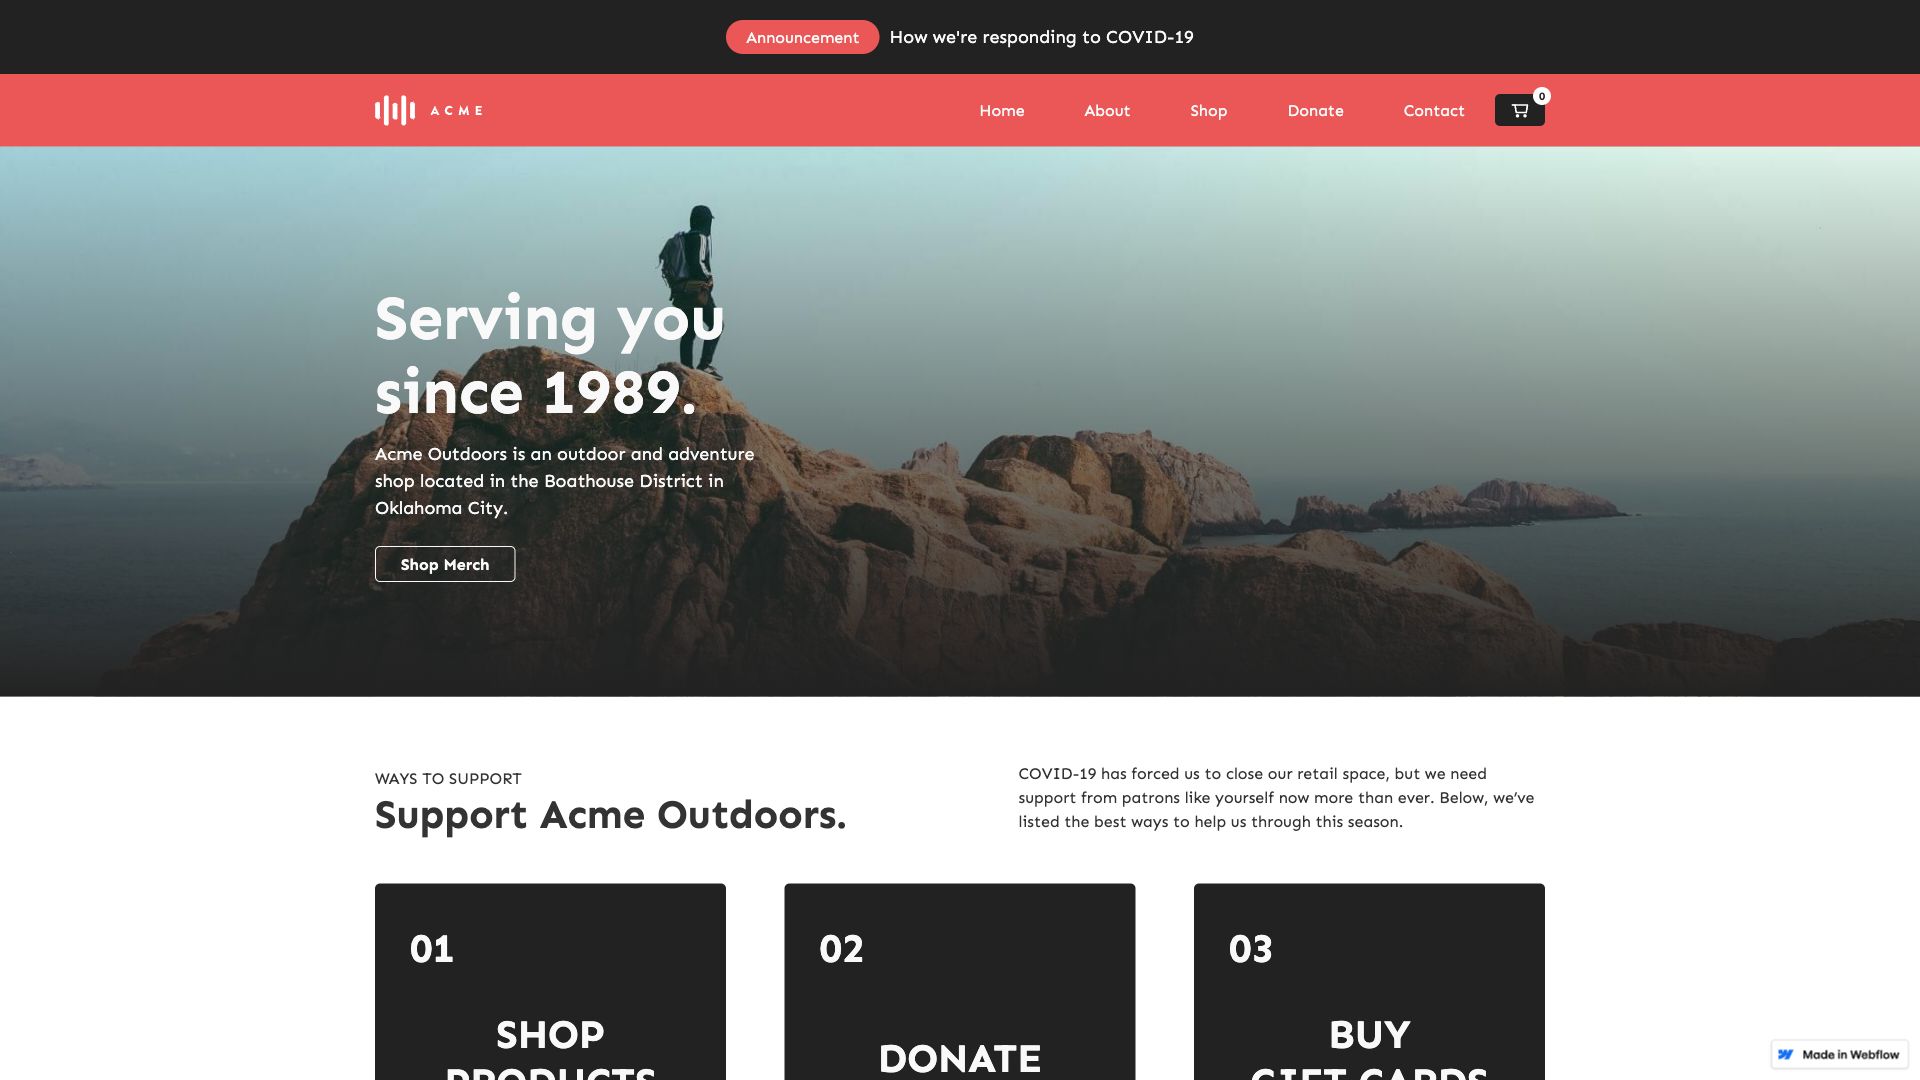 Announcement How we're responding to COVID-19
ACME
Home About Shop Donate Contact 0
Serving you
since 1989.
Acme Outdoors is an outdoor and adventure
shop located in the Boathouse District in
Oklahoma City.
Shop Merch
WAYS TO SUPPORT
Support Acme Outdoors.
COVID-19 has forced us to close our retail space, but we need
support from patrons like yourself now more than ever. Below, we’ve
listed the best ways to help us through this season.
01
SHOP
PRODUCTS
02
DONATE
03
BUY
GIFT CARDS
Made in Webflow